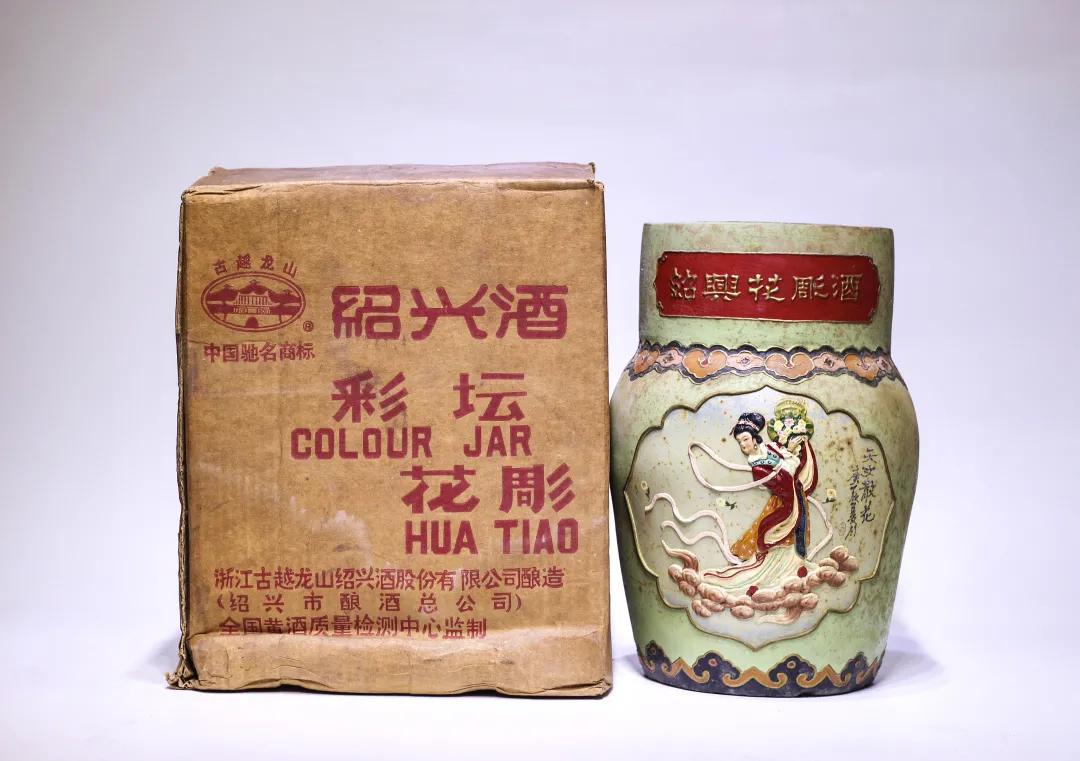 古越龙山
®
中国驰名商标
绍兴酒
彩坛
COLOUR JAR
花彫
HUA TIAO
浙江古越龙山绍兴酒股份有限公司酿造
(绍兴市酿酒总公司)
全国黄酒质量检测中心监制
紹興花彫酒
天女散花